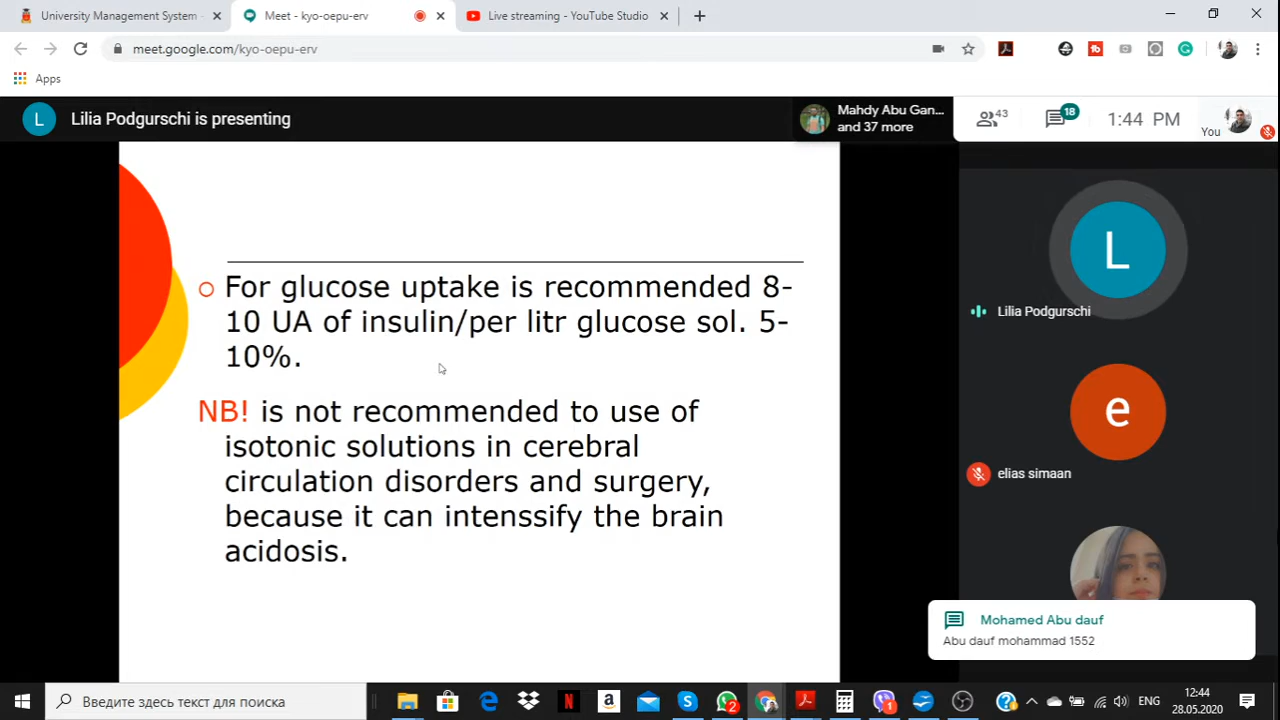 University Management System -
Meet - kyo-oepu-erv
Live streaming - YouTube Studio
meet.google.com/kyo-oepu-erv
Apps
L
Lilia Podgurschi is presenting
Mahdy Abu Gan...
and 37 more
43
18
1:44 PM
You
For glucose uptake is recommended 8-
10 UA of insulin/per litr glucose sol. 5-
10%.
NB! is not recommended to use of
isotonic solutions in cerebral
circulation disorders and surgery,
because it can intenssify the brain
acidosis.
L
Lilia Podgurschi
e
elias simaan
Mohamed Abu dauf
Abu dauf mohammad 1552
Введите здесь текст для поиска
2
1
ENG
12:44
28.05.2020